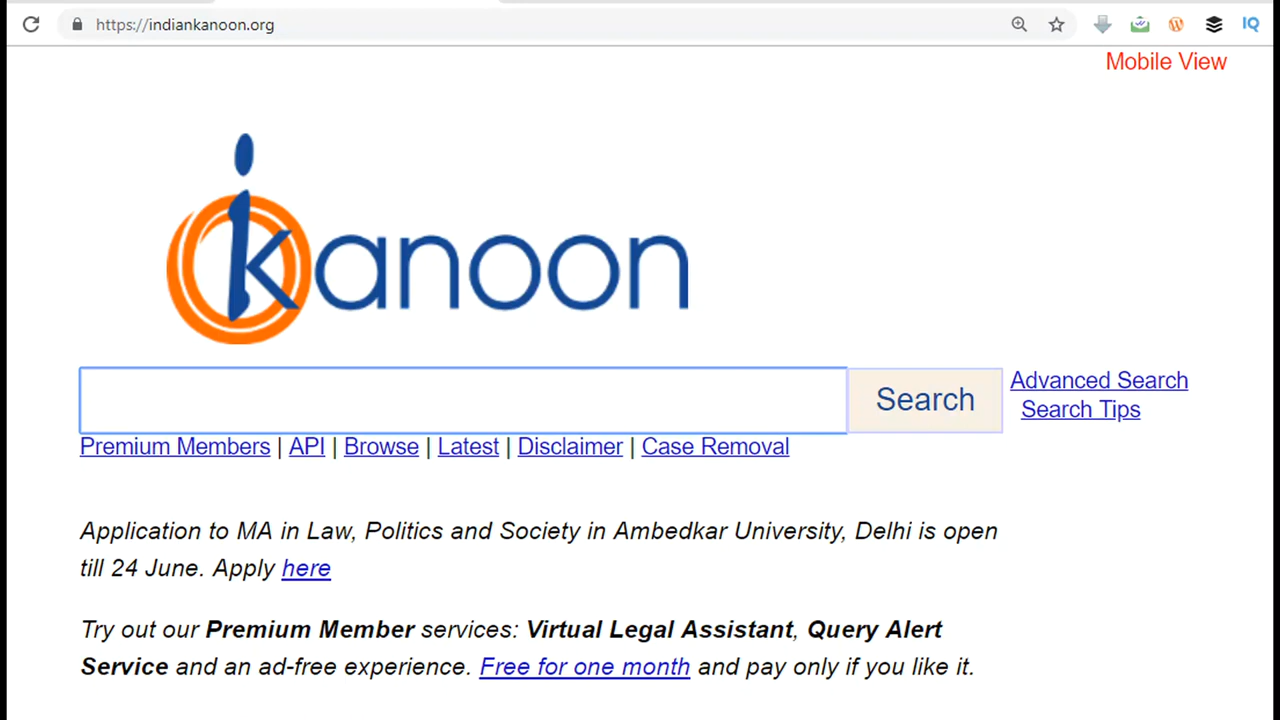 https://indiankanoon.org
IQ
Mobile View
ikanoon
Search
Advanced Search
Search Tips
Premium Members | API | Browse | Latest | Disclaimer | Case Removal
Application to MA in Law, Politics and Society in Ambedkar University, Delhi is open
till 24 June. Apply here
Try out our Premium Member services: Virtual Legal Assistant, Query Alert
Service and an ad-free experience. Free for one month and pay only if you like it.